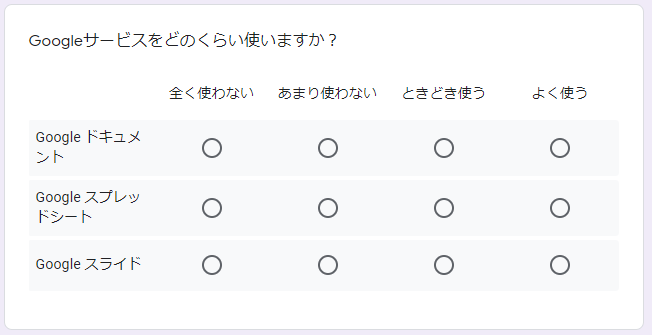 Googleサービスをどのくらい使いますか？
全く使わない あまり使わない ときどき使う よく使う
Google ドキュメ
ント
Google スプレッ
ドシート
Google スライド